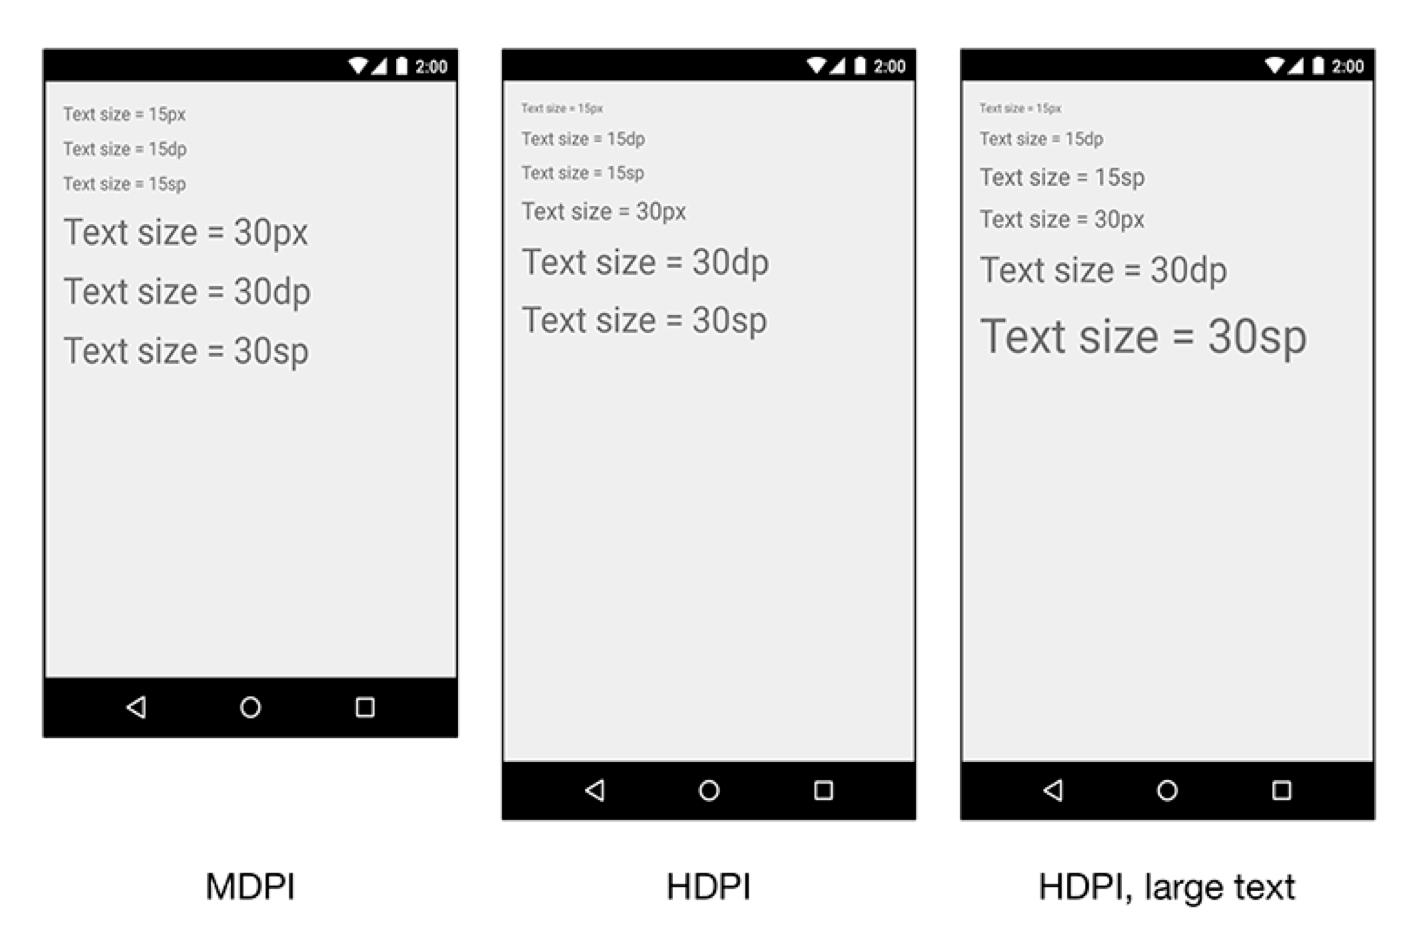 2:00
Text size = 15px
Text size = 15dp
Text size = 15sp
Text size = 30px
Text size = 30dp
Text size = 30sp
MDPI
2:00
Text size = 15px
Text size = 15dp
Text size = 15sp
Text size = 30px
Text size = 30dp
Text size = 30sp
HDPI
2:00
Text size = 15px
Text size = 15dp
Text size = 15sp
Text size = 30px
Text size = 30dp
Text size = 30sp
HDPI, large text